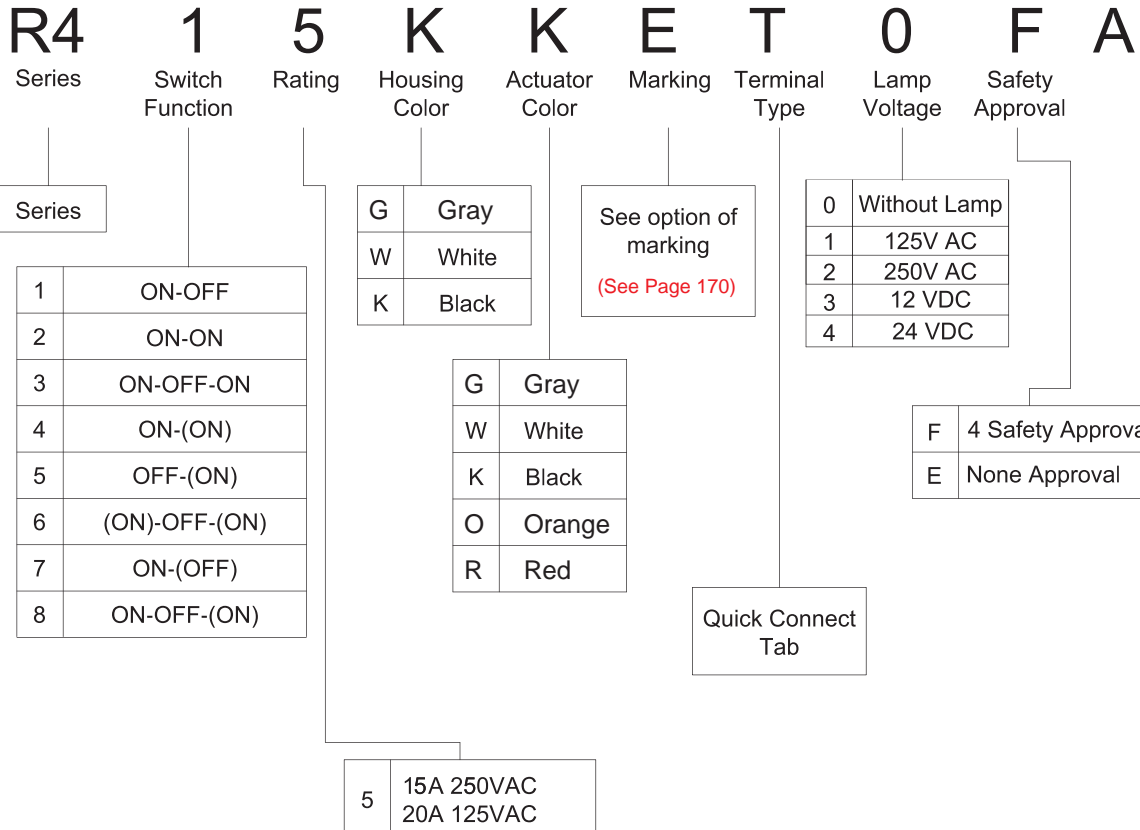 R4 1 5 K K E T 0 F A
Series Switch Function Rating Housing Color Actuator Color Marking Terminal Type Lamp Voltage Safety Approval
Series
1 ON-OFF
2 ON-ON
3 ON-OFF-ON
4 ON-(ON)
5 OFF-(ON)
6 (ON)-OFF-(ON)
7 ON-(OFF)
8 ON-OFF-(ON)
5 15A 250VAC
20A 125VAC
G Gray
W White
K Black
G Gray
W White
K Black
O Orange
R Red
See option of
marking
(See Page 170)
Quick Connect
Tab
0 Without Lamp
1 125V AC
2 250V AC
3 12 VDC
4 24 VDC
F 4 Safety
E None Approval